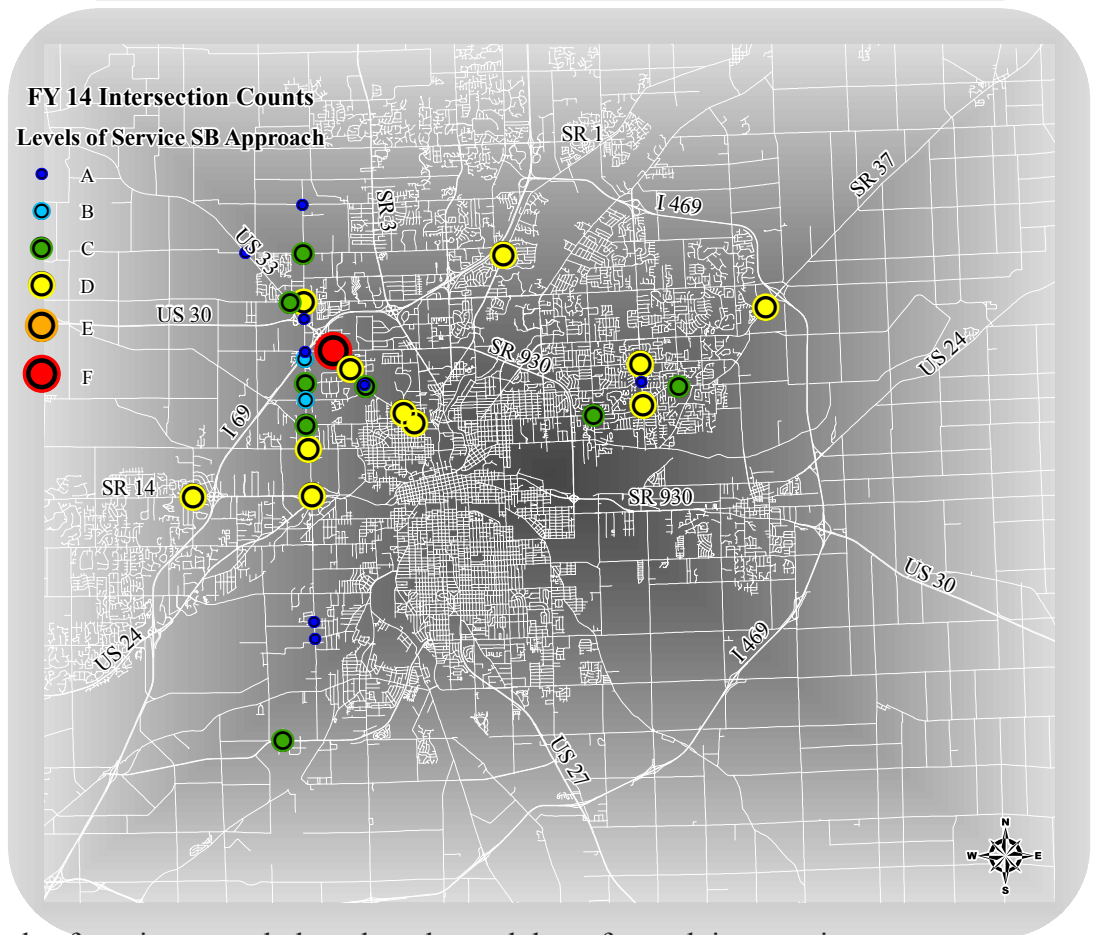 FY 14 Intersection Counts
Levels of Service SB Approach
A
B
C
D
E
F
SR 1
SR 37
I 469
SR 3
US 33
US 30
SR 930
US 24
I 69
SR 14
SR 930
US 30
US 24
I 469
US 27
N
W E
S